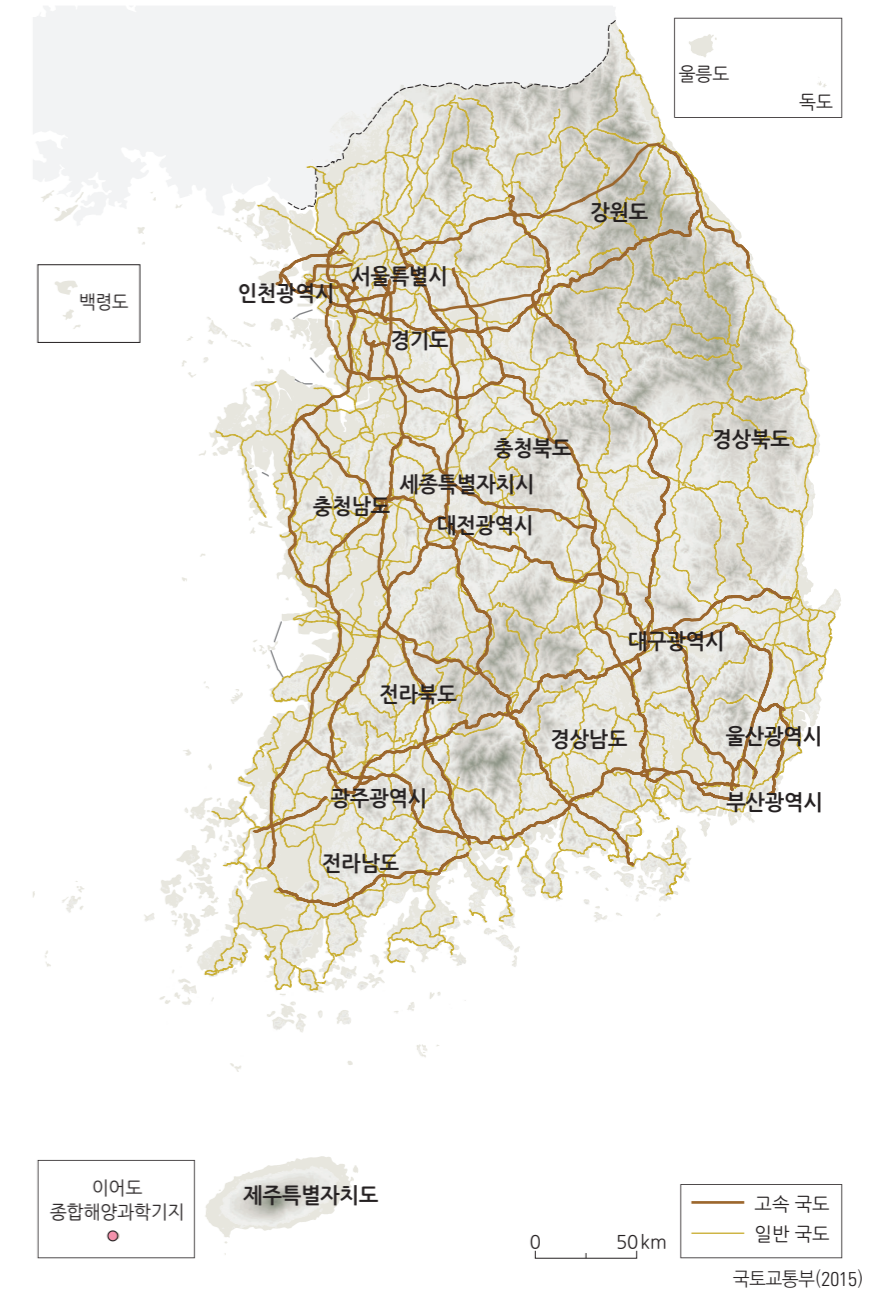 울릉도
독도
강원도
서울특별시
인천광역시
백령도
경기도
경상북도
충청북도
세종특별자치시
충청남도
대전광역시
대구광역시
전라북도
경상남도
울산광역시
광주광역시
부산광역시
전라남도
이어도
종합해양과학기지
제주특별자치도
고속 국도
일반 국도
0 50km
국토교통부(2015)